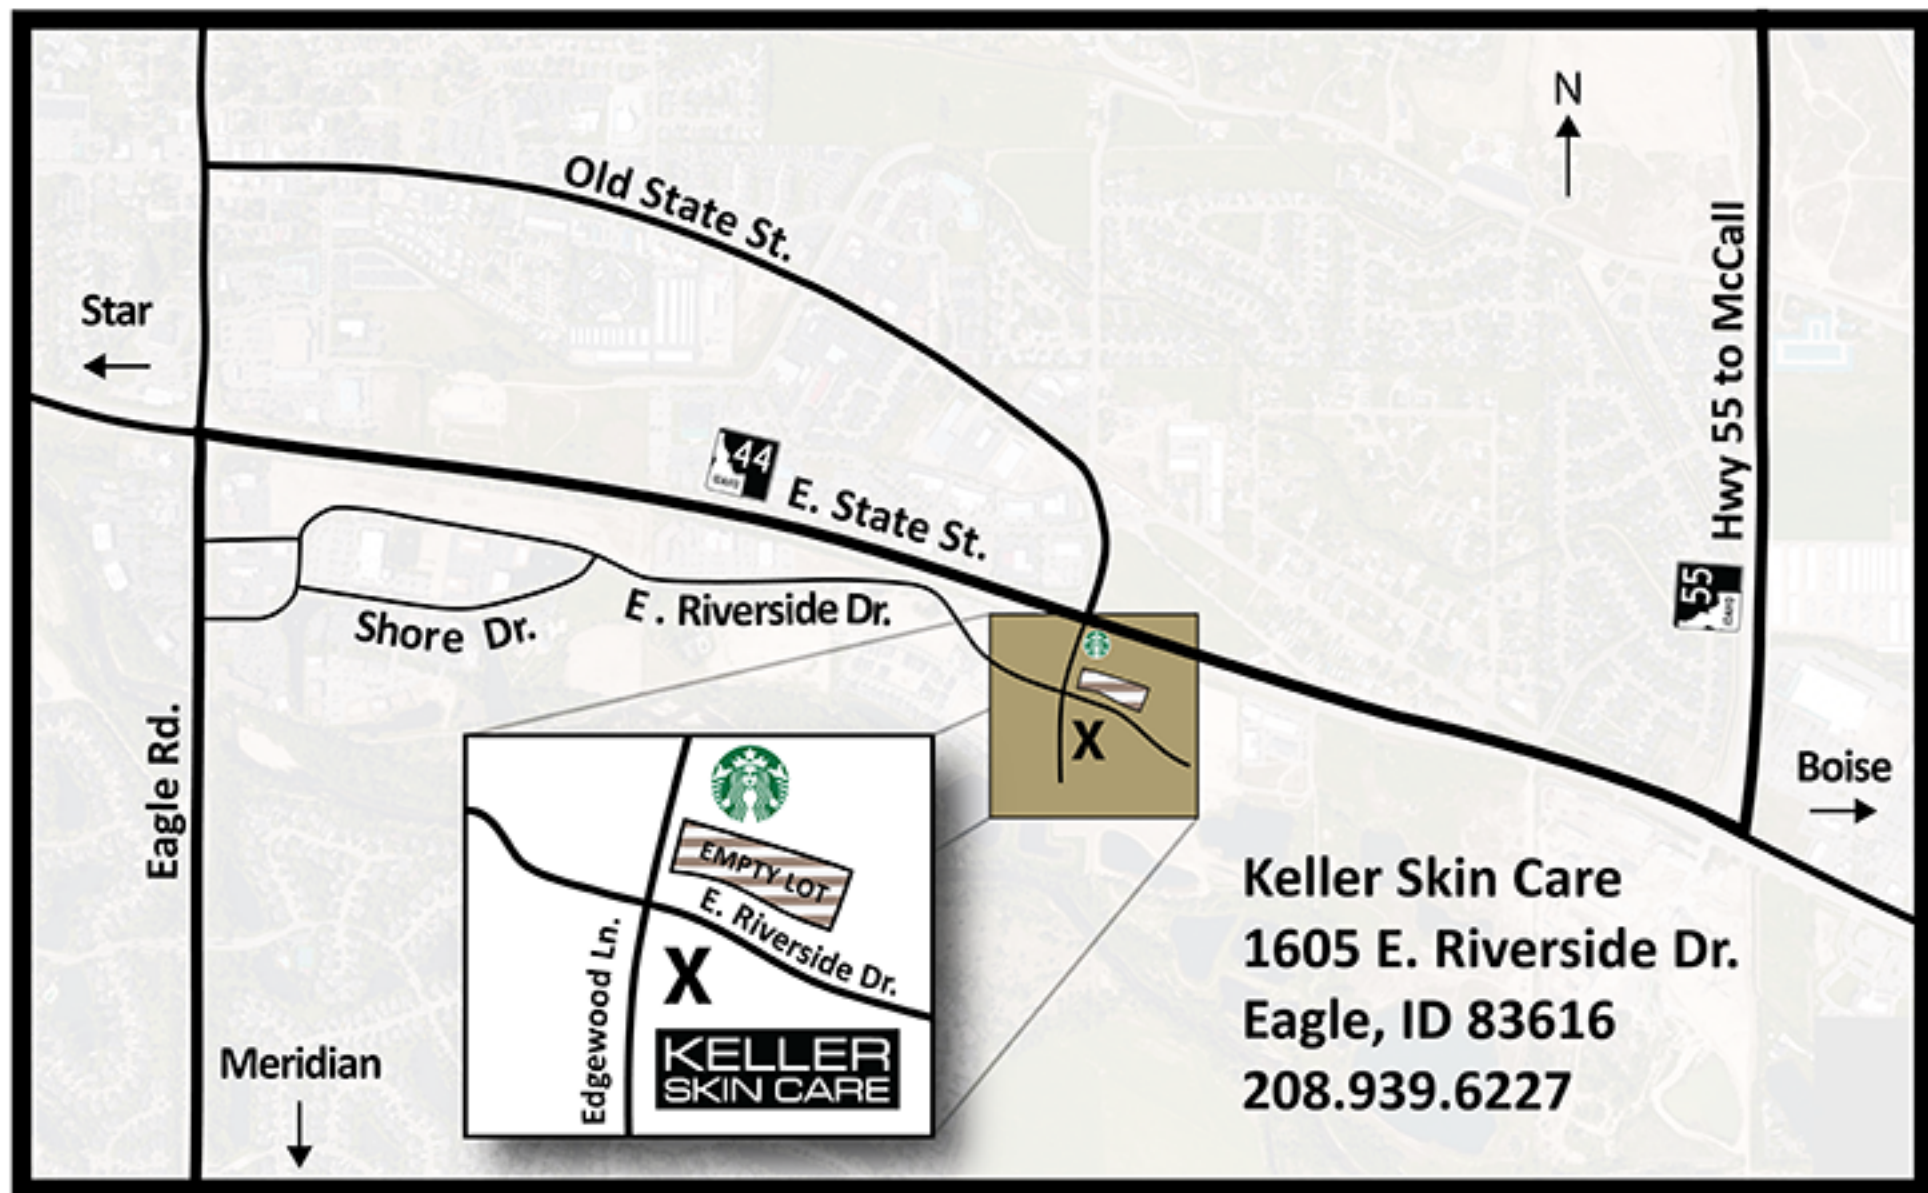 N
Old State St.
Star
Hwy 55 to McCall
44
E. State St.
55
Shore Dr.
E. Riverside Dr.
Eagle Rd.
Boise
EMPTY LOT
E. Riverside Dr.
Edgewood Ln.
X
X
KELLER
SKIN CARE
Meridian
Keller Skin Care
1605 E. Riverside Dr.
Eagle, ID 83616
208.939.6227